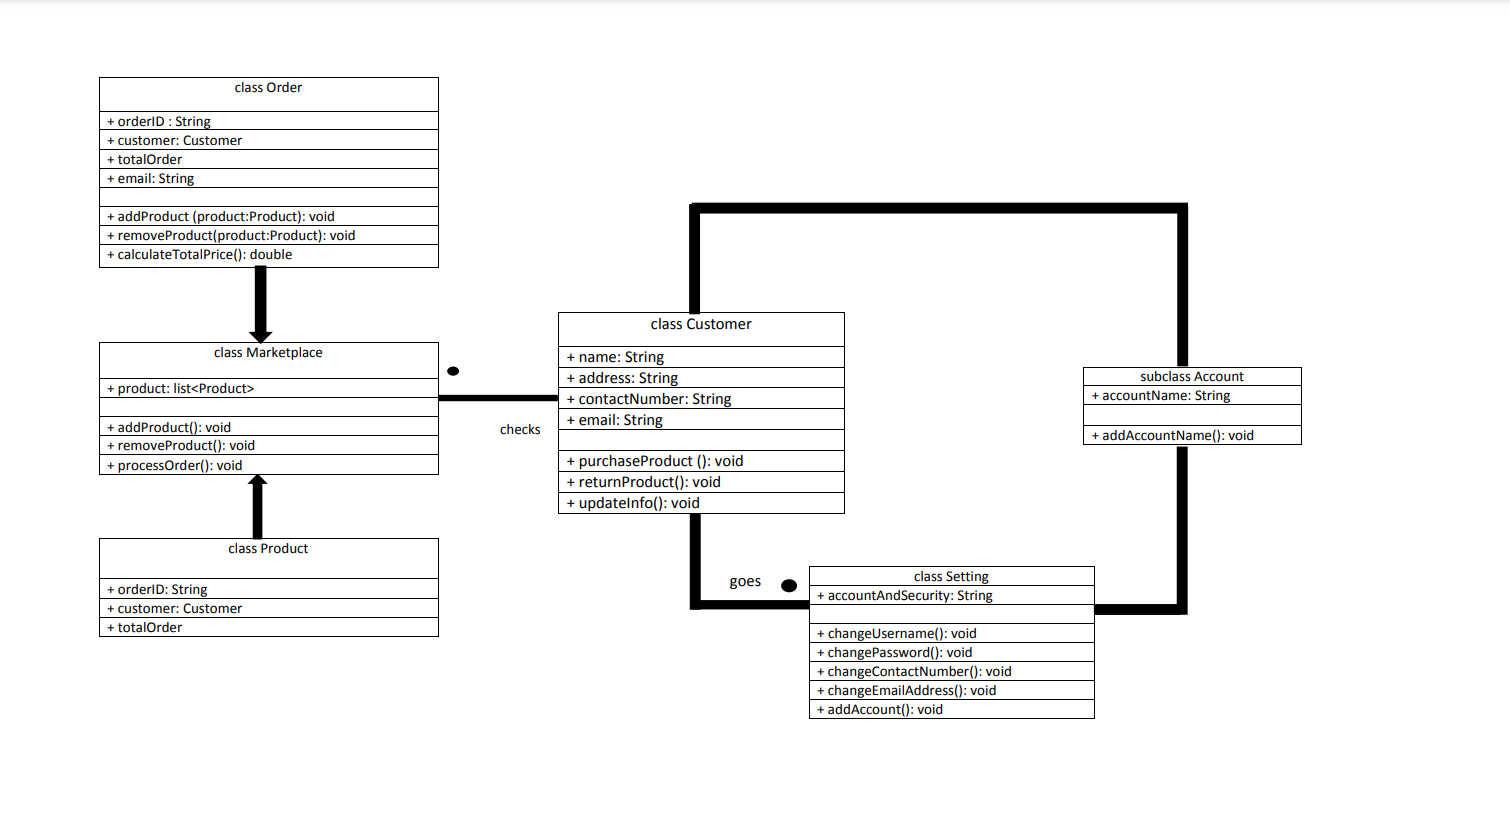 class Order
+ orderID : String
+ customer: Customer
+ totalOrder
+ email: String
+ addProduct (product:Product): void
+ removeProduct(product:Product): void
+ calculateTotalPrice(): double
class Marketplace
+ product: list<Product>
+ addProduct(): void
+ removeProduct(): void
+ processOrder(): void
class Product
+ orderID: String
+ customer: Customer
+ totalOrder
checks
class Customer
+ name: String
+ address: String
+ contactNumber: String
+ email: String
+ purchaseProduct (): void
+ returnProduct(): void
+ updateInfo(): void
goes
class Setting
+ accountAndSecurity: String
+ changeUsername(): void
+ changePassword(): void
+ changeContactNumber(): void
+ changeEmailAddress(): void
+ addAccount(): void
subclass Account
+ accountName: String
+ addAccountName(): void